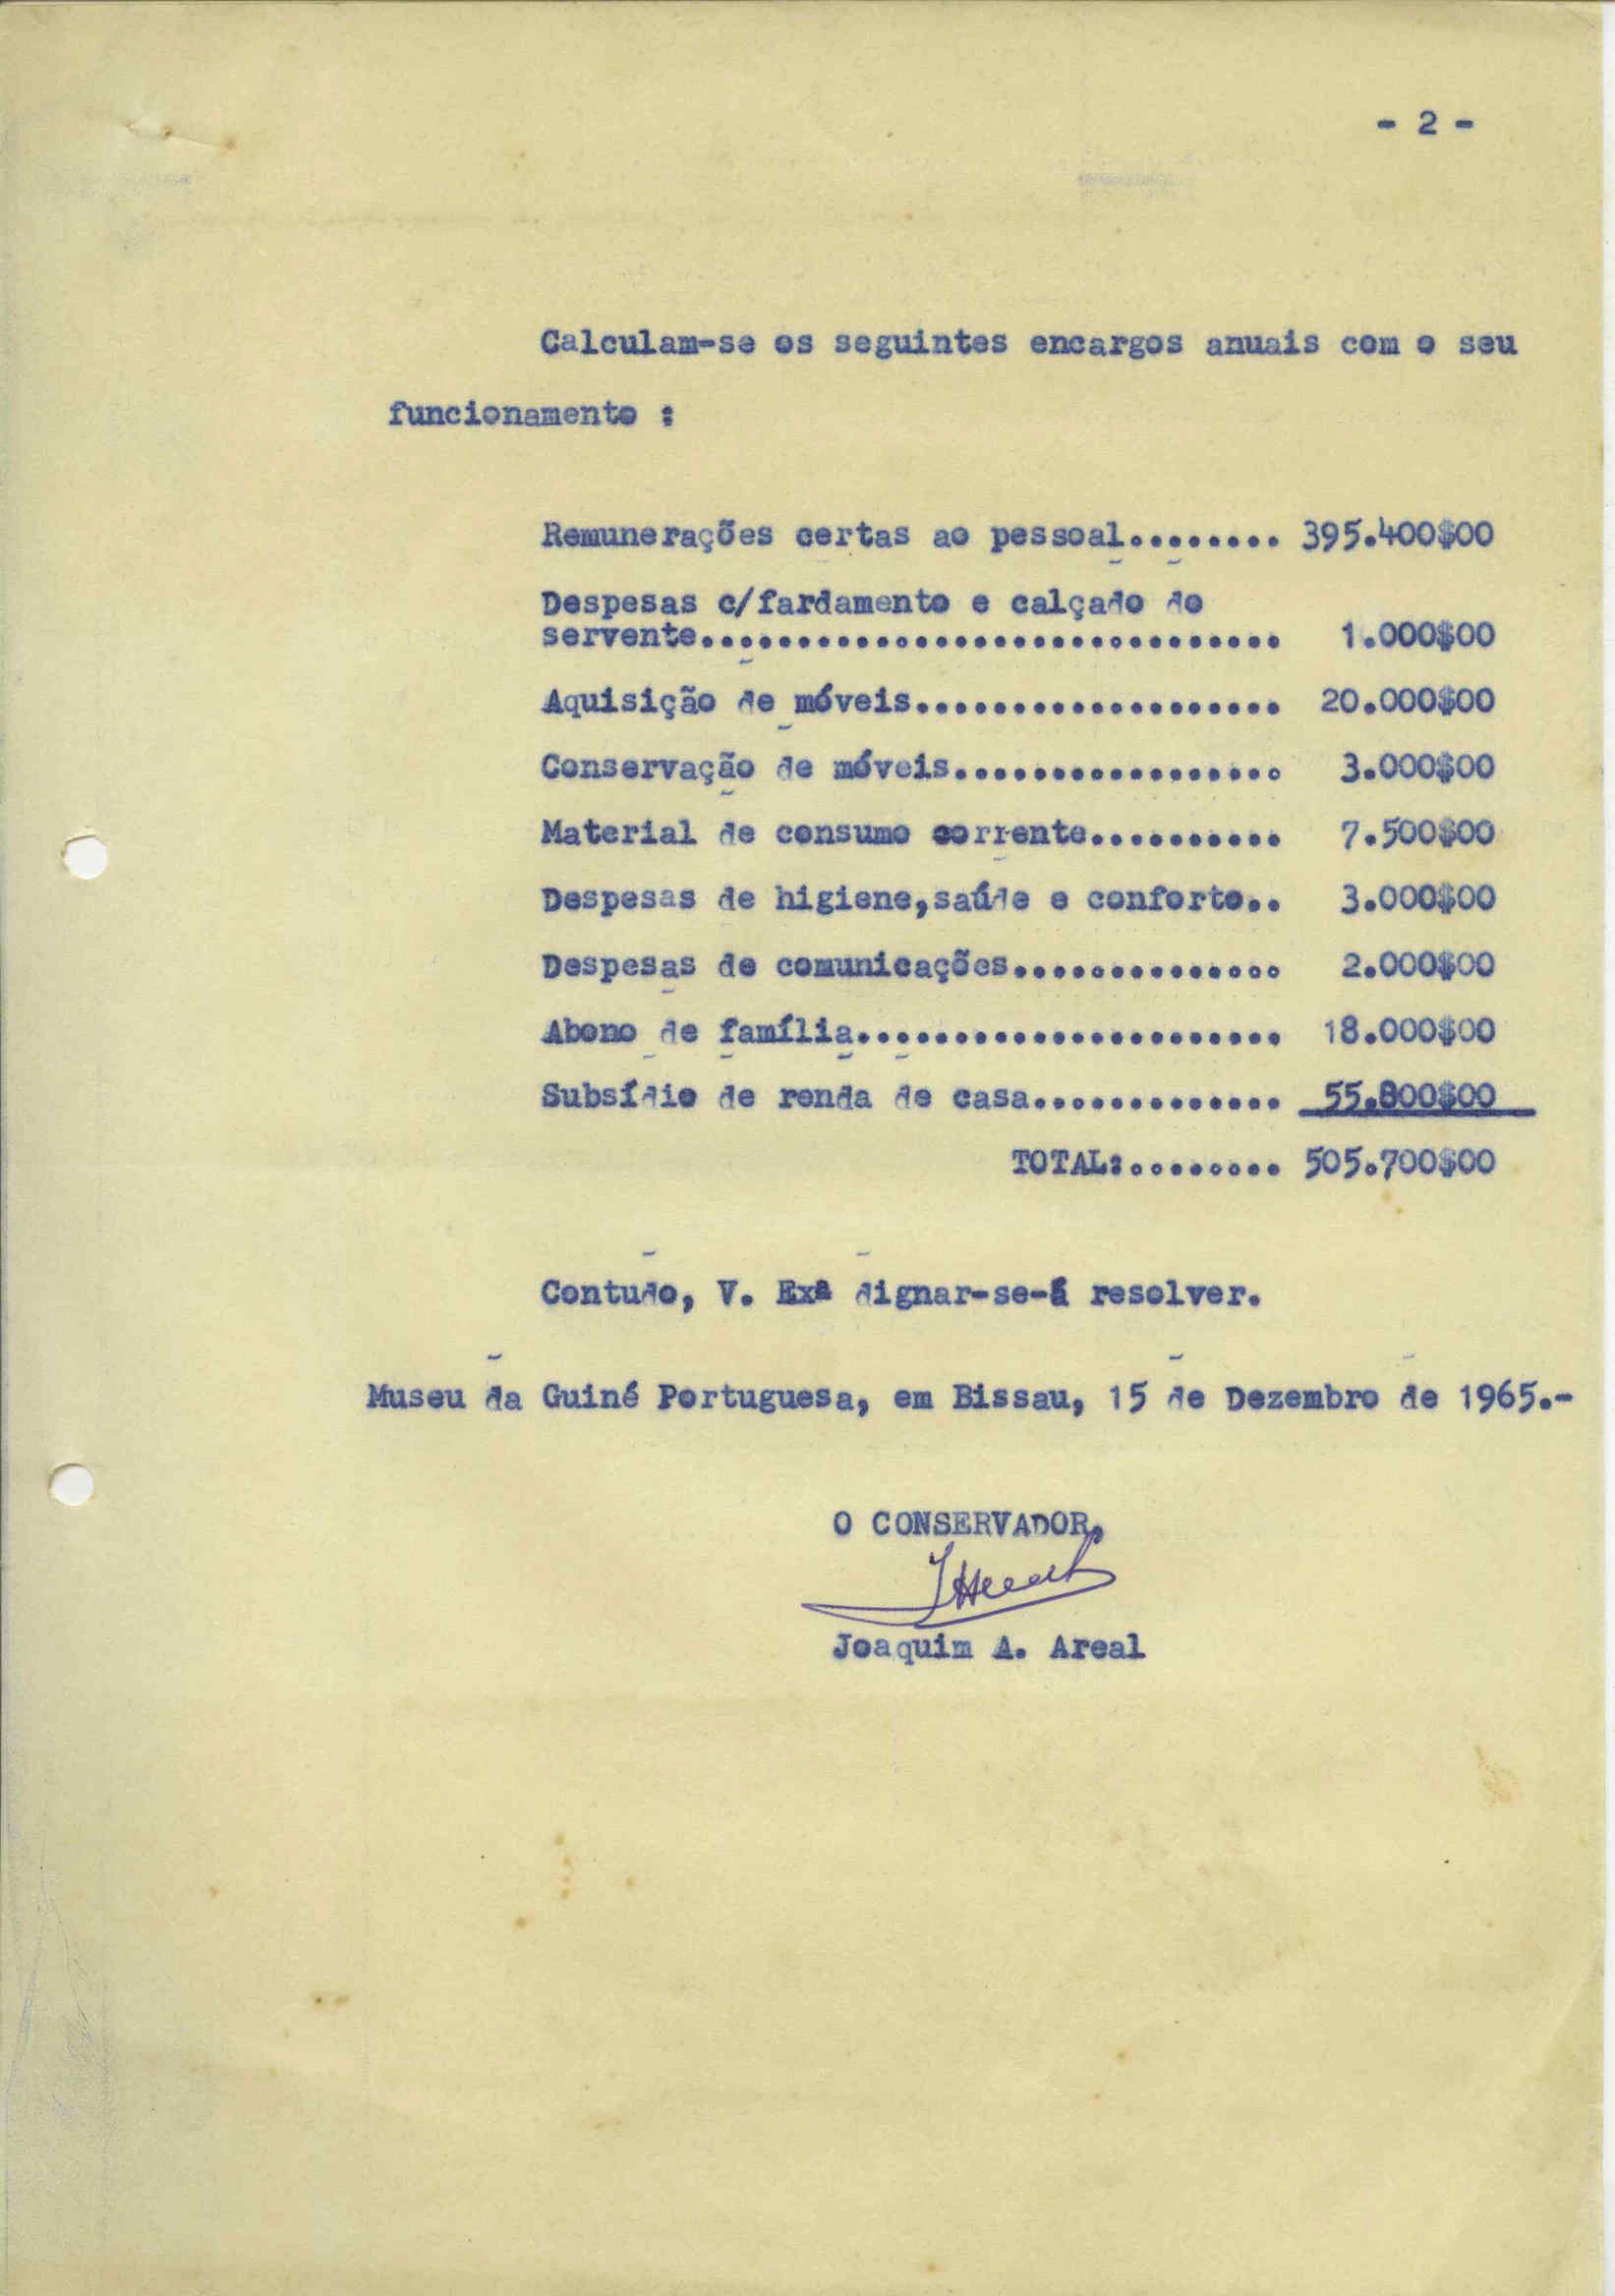 - 2 -
Calculam-se os seguintes encargos anuais com o seu
funcionamento :
Remunerações certas ao pessoal........ 395.400$00
Despesas c/fardamento e calçado do
servente.............................. 1.000$00
Aquisição de móveis................... 20.000$00
Conservação de móveis................. 3.000$00
Material de consumo corrente.......... 7.500$00
Despesas de higiene,saúde e conforto.. 3.000$00
Despesas de comunicações.............. 2.000$00
Abono de família...................... 18.000$00
Subsídio de renda de casa............. 55.800$00
TOTAL:........ 505.700$00
Contudo, V. Exª dignar-se-á resolver.
Museu da Guiné Portuguesa, em Bissau, 15 de Dezembro de 1965.-
O CONSERVADOR,
Joaquim A. Areal